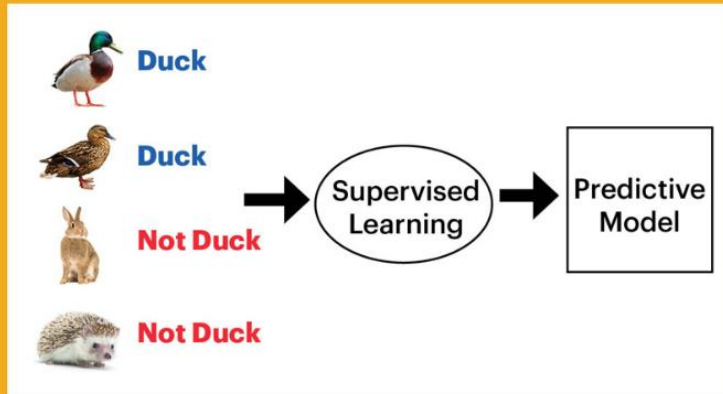 Duck
Duck
Not Duck
Not Duck
Supervised
Learning
Predictive
Model